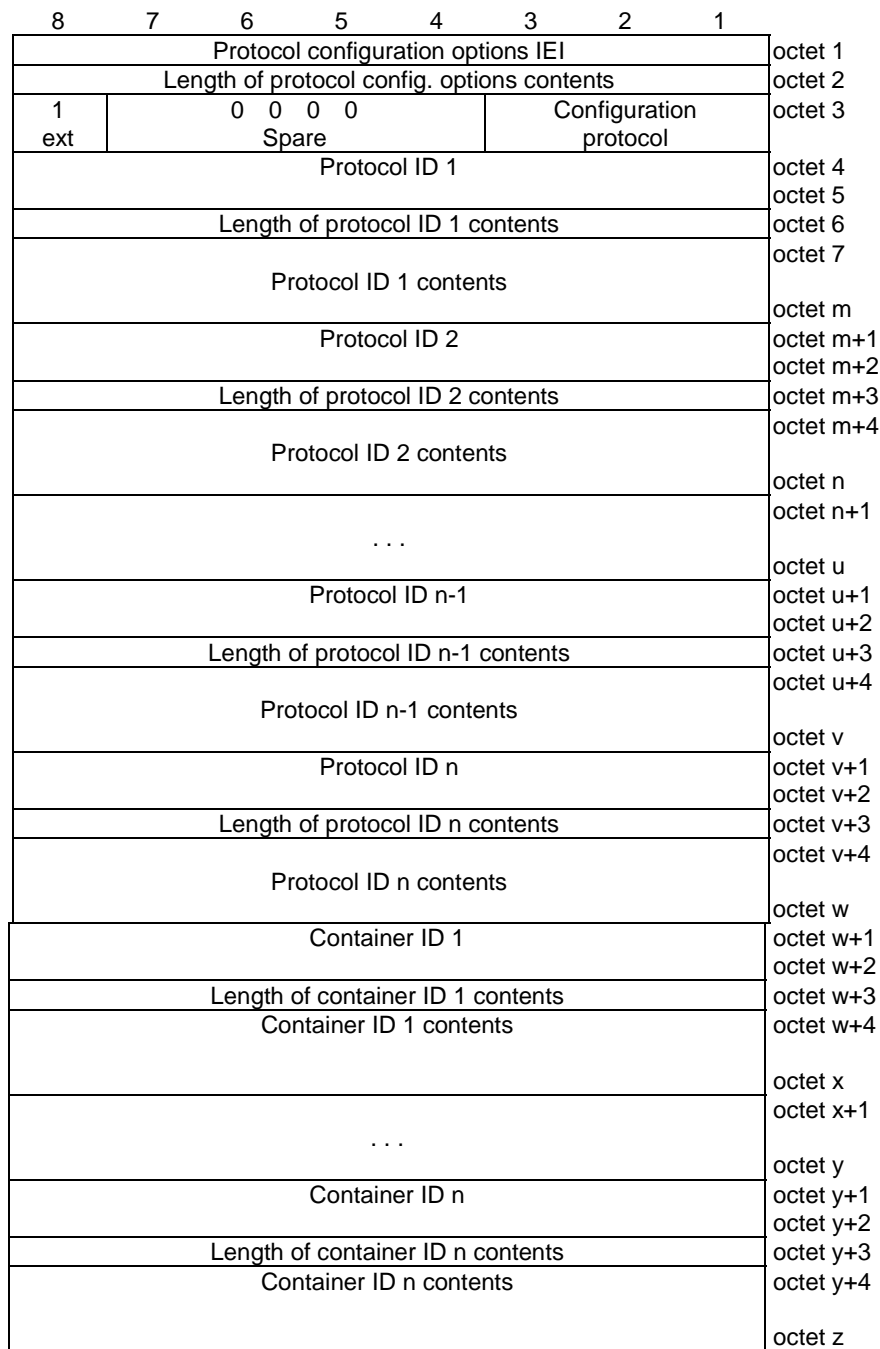 8 7 6 5 4 3 2 1
Protocol configuration options IEI octet 1
Length of protocol config. options contents octet 2
1 0 0 0 0 Configuration octet 3
ext Spare protocol
Protocol ID 1 octet 4
octet 5
Length of protocol ID 1 contents octet 6
octet 7
Protocol ID 1 contents
octet m
Protocol ID 2 octet m+1
octet m+2
Length of protocol ID 2 contents octet m+3
octet m+4
Protocol ID 2 contents
octet n
octet n+1
. . .
octet u
Protocol ID n-1 octet u+1
octet u+2
Length of protocol ID n-1 contents octet u+3
octet u+4
Protocol ID n-1 contents
octet v
Protocol ID n octet v+1
octet v+2
Length of protocol ID n contents octet v+3
octet v+4
Protocol ID n contents
octet w
Container ID 1 octet w+1
octet w+2
Length of container ID 1 contents octet w+3
Container ID 1 contents octet w+4
octet x
octet x+1
. . .
octet y
Container ID n octet y+1
octet y+2
Length of container ID n contents octet y+3
Container ID n contents octet y+4
octet z